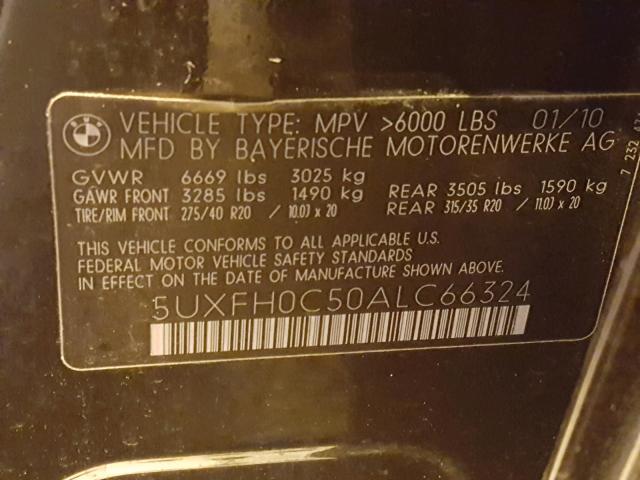 BMW
VEHICLE TYPE: MPV >6000 LBS 01/10
MFD BY BAYERISCHE MOTORENWERKE AG
GVWR 6669 lbs 3025 kg
GAWR FRONT 3285 lbs 1490 kg REAR 3505 lbs 1590 kg
TIRE/RIM FRONT 275/40 R20 / 10.0J x 20 REAR 315/35 R20 / 11.0J x 20
THIS VEHICLE CONFORMS TO ALL APPLICABLE U.S.
FEDERAL MOTOR VEHICLE SAFETY STANDARDS
IN EFFECT ON THE DATE OF MANUFACTURE SHOWN ABOVE.
5UXFH0C50ALC66324
7 232